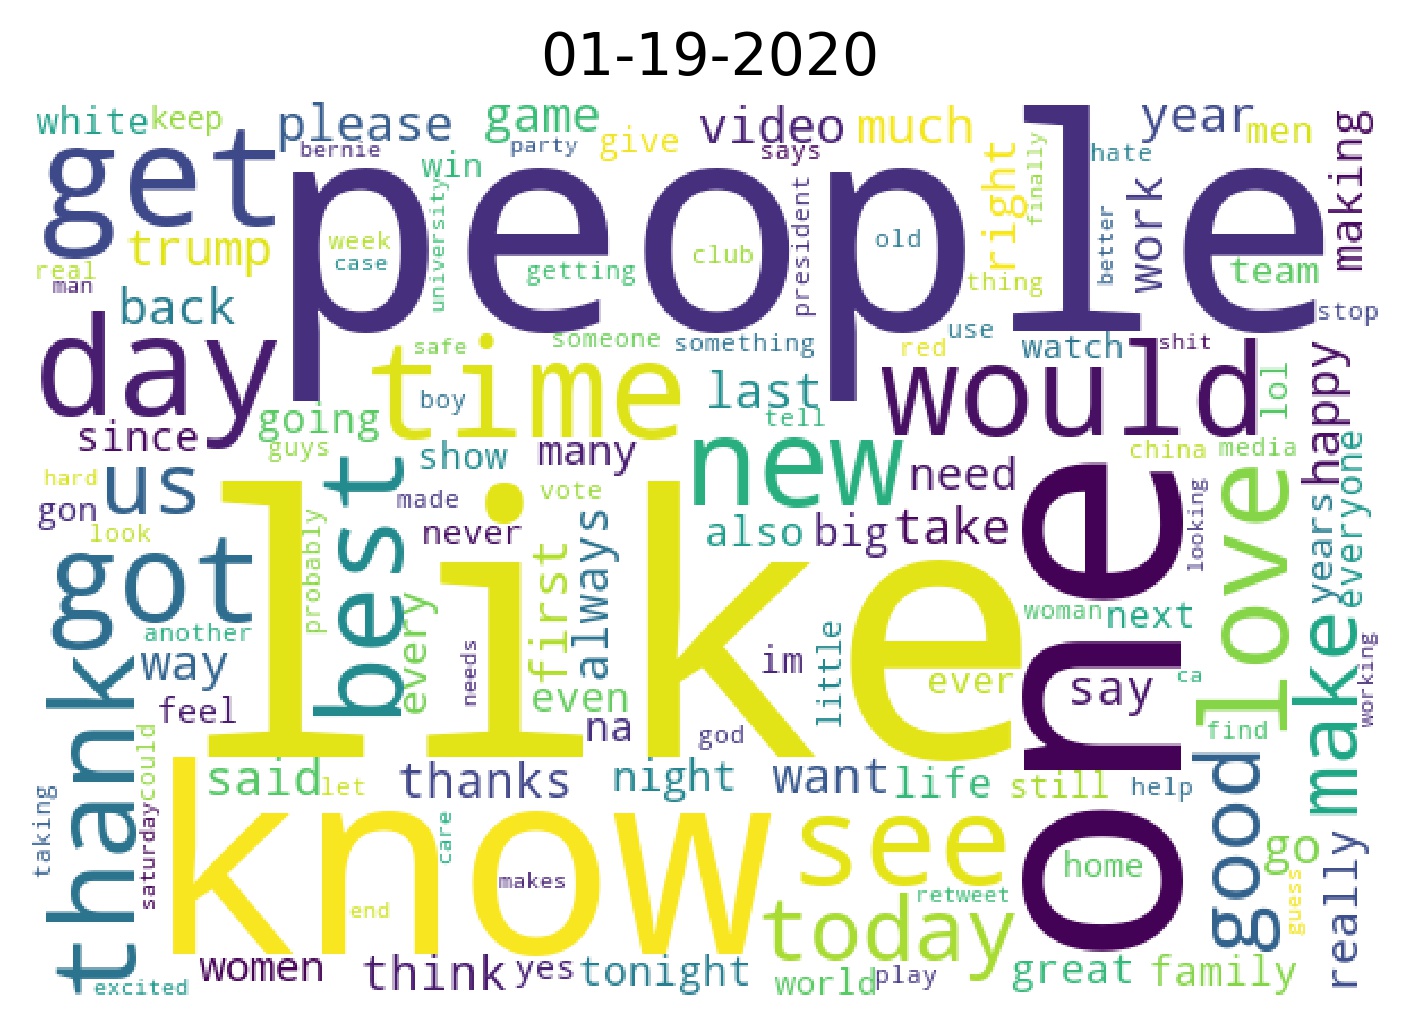 01-19-2020
white keep please game video much year men
bernie party give says hate making
get people win right finally
university president better work
trump week case getting club old thing team
real man
back stop
day time safe someone something red use watch shit
would
boy last tell lol happy
since going guys
us show many new need china media
hard
gon made vote one love everyone
look never also big take looking years
got like best probably first always
another woman next
way every needs even im little ever say ca make working
feel na god find
thank could said let thanks night want life still help good
taking saturday know care see home go really
makes guess
end today retweet
women think yes tonight world play great family
excited